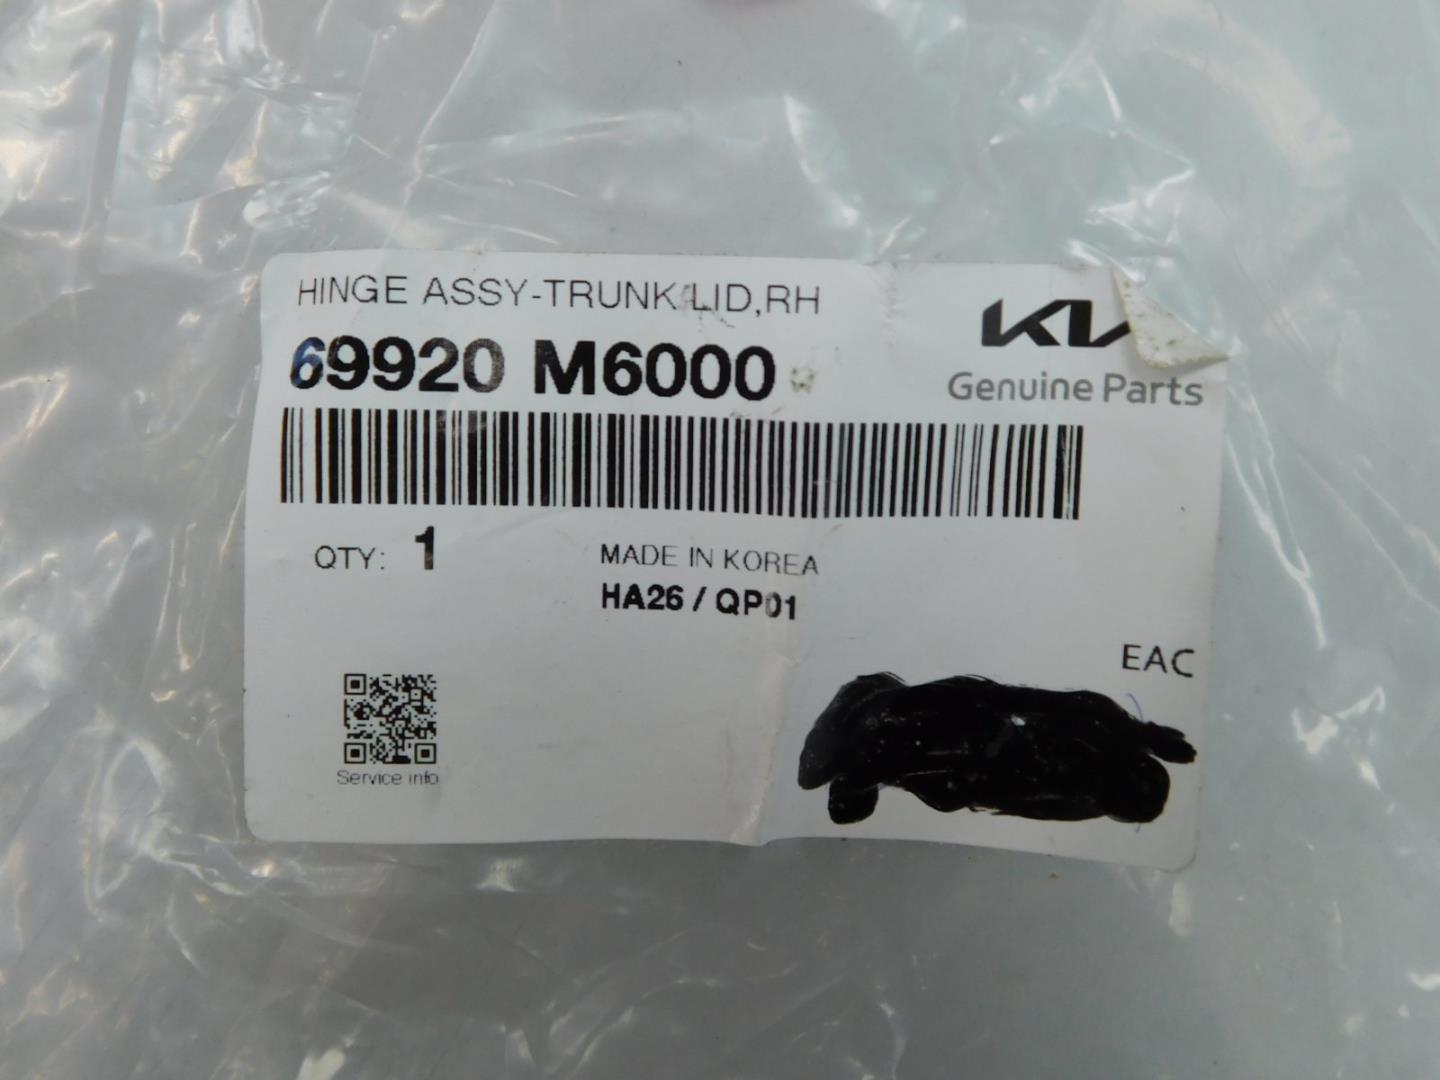 HINGE ASSY-TRUNK LID,RH
69920 M6000
KIA
Genuine Parts
QTY: 1
MADE IN KOREA
HA26 / QP01
EAC
Service info